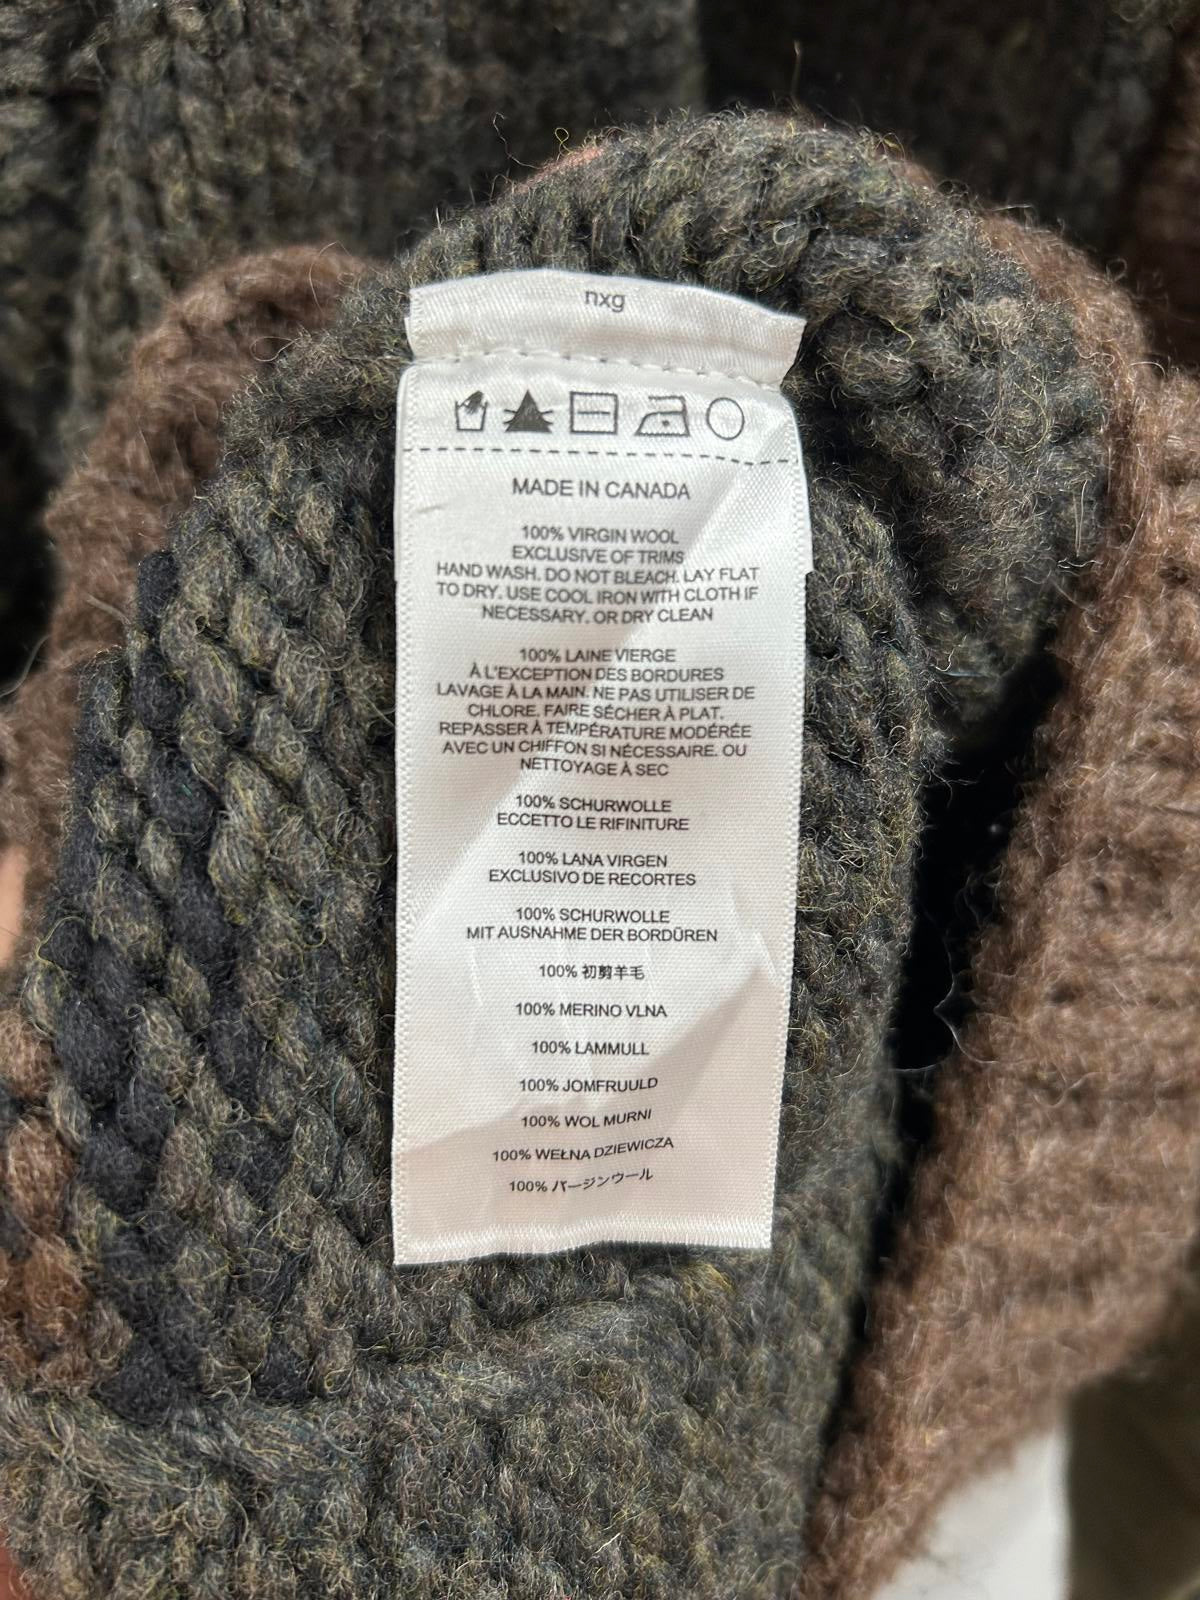 nxg
MADE IN CANADA
100% VIRGIN WOOL
EXCLUSIVE OF TRIMS
HAND WASH. DO NOT BLEACH. LAY FLAT
TO DRY. USE COOL IRON WITH CLOTH IF
NECESSARY. OR DRY CLEAN
100% LAINE VIERGE
À L'EXCEPTION DES BORDURES
LAVAGE À LA MAIN. NE PAS UTILISER DE
CHLORE. FAIRE SÉCHER À PLAT.
REPASSER À TEMPÉRATURE MODÉRÉE
AVEC UN CHIFFON SI NÉCESSAIRE. OU
NETTOYAGE À SEC
100% SCHURWOLLE
ECCETTO LE RIFINITURE
100% LANA VIRGEN
EXCLUSIVO DE RECORTES
100% SCHURWOLLE
MIT AUSNAHME DER BORDÜREN
100% 初剪羊毛
100% MERINO VLNA
100% LAMMULL
100% JOMFRUULD
100% WOL MURNI
100% WEŁNA DZIEWICZA
100% バージンウール